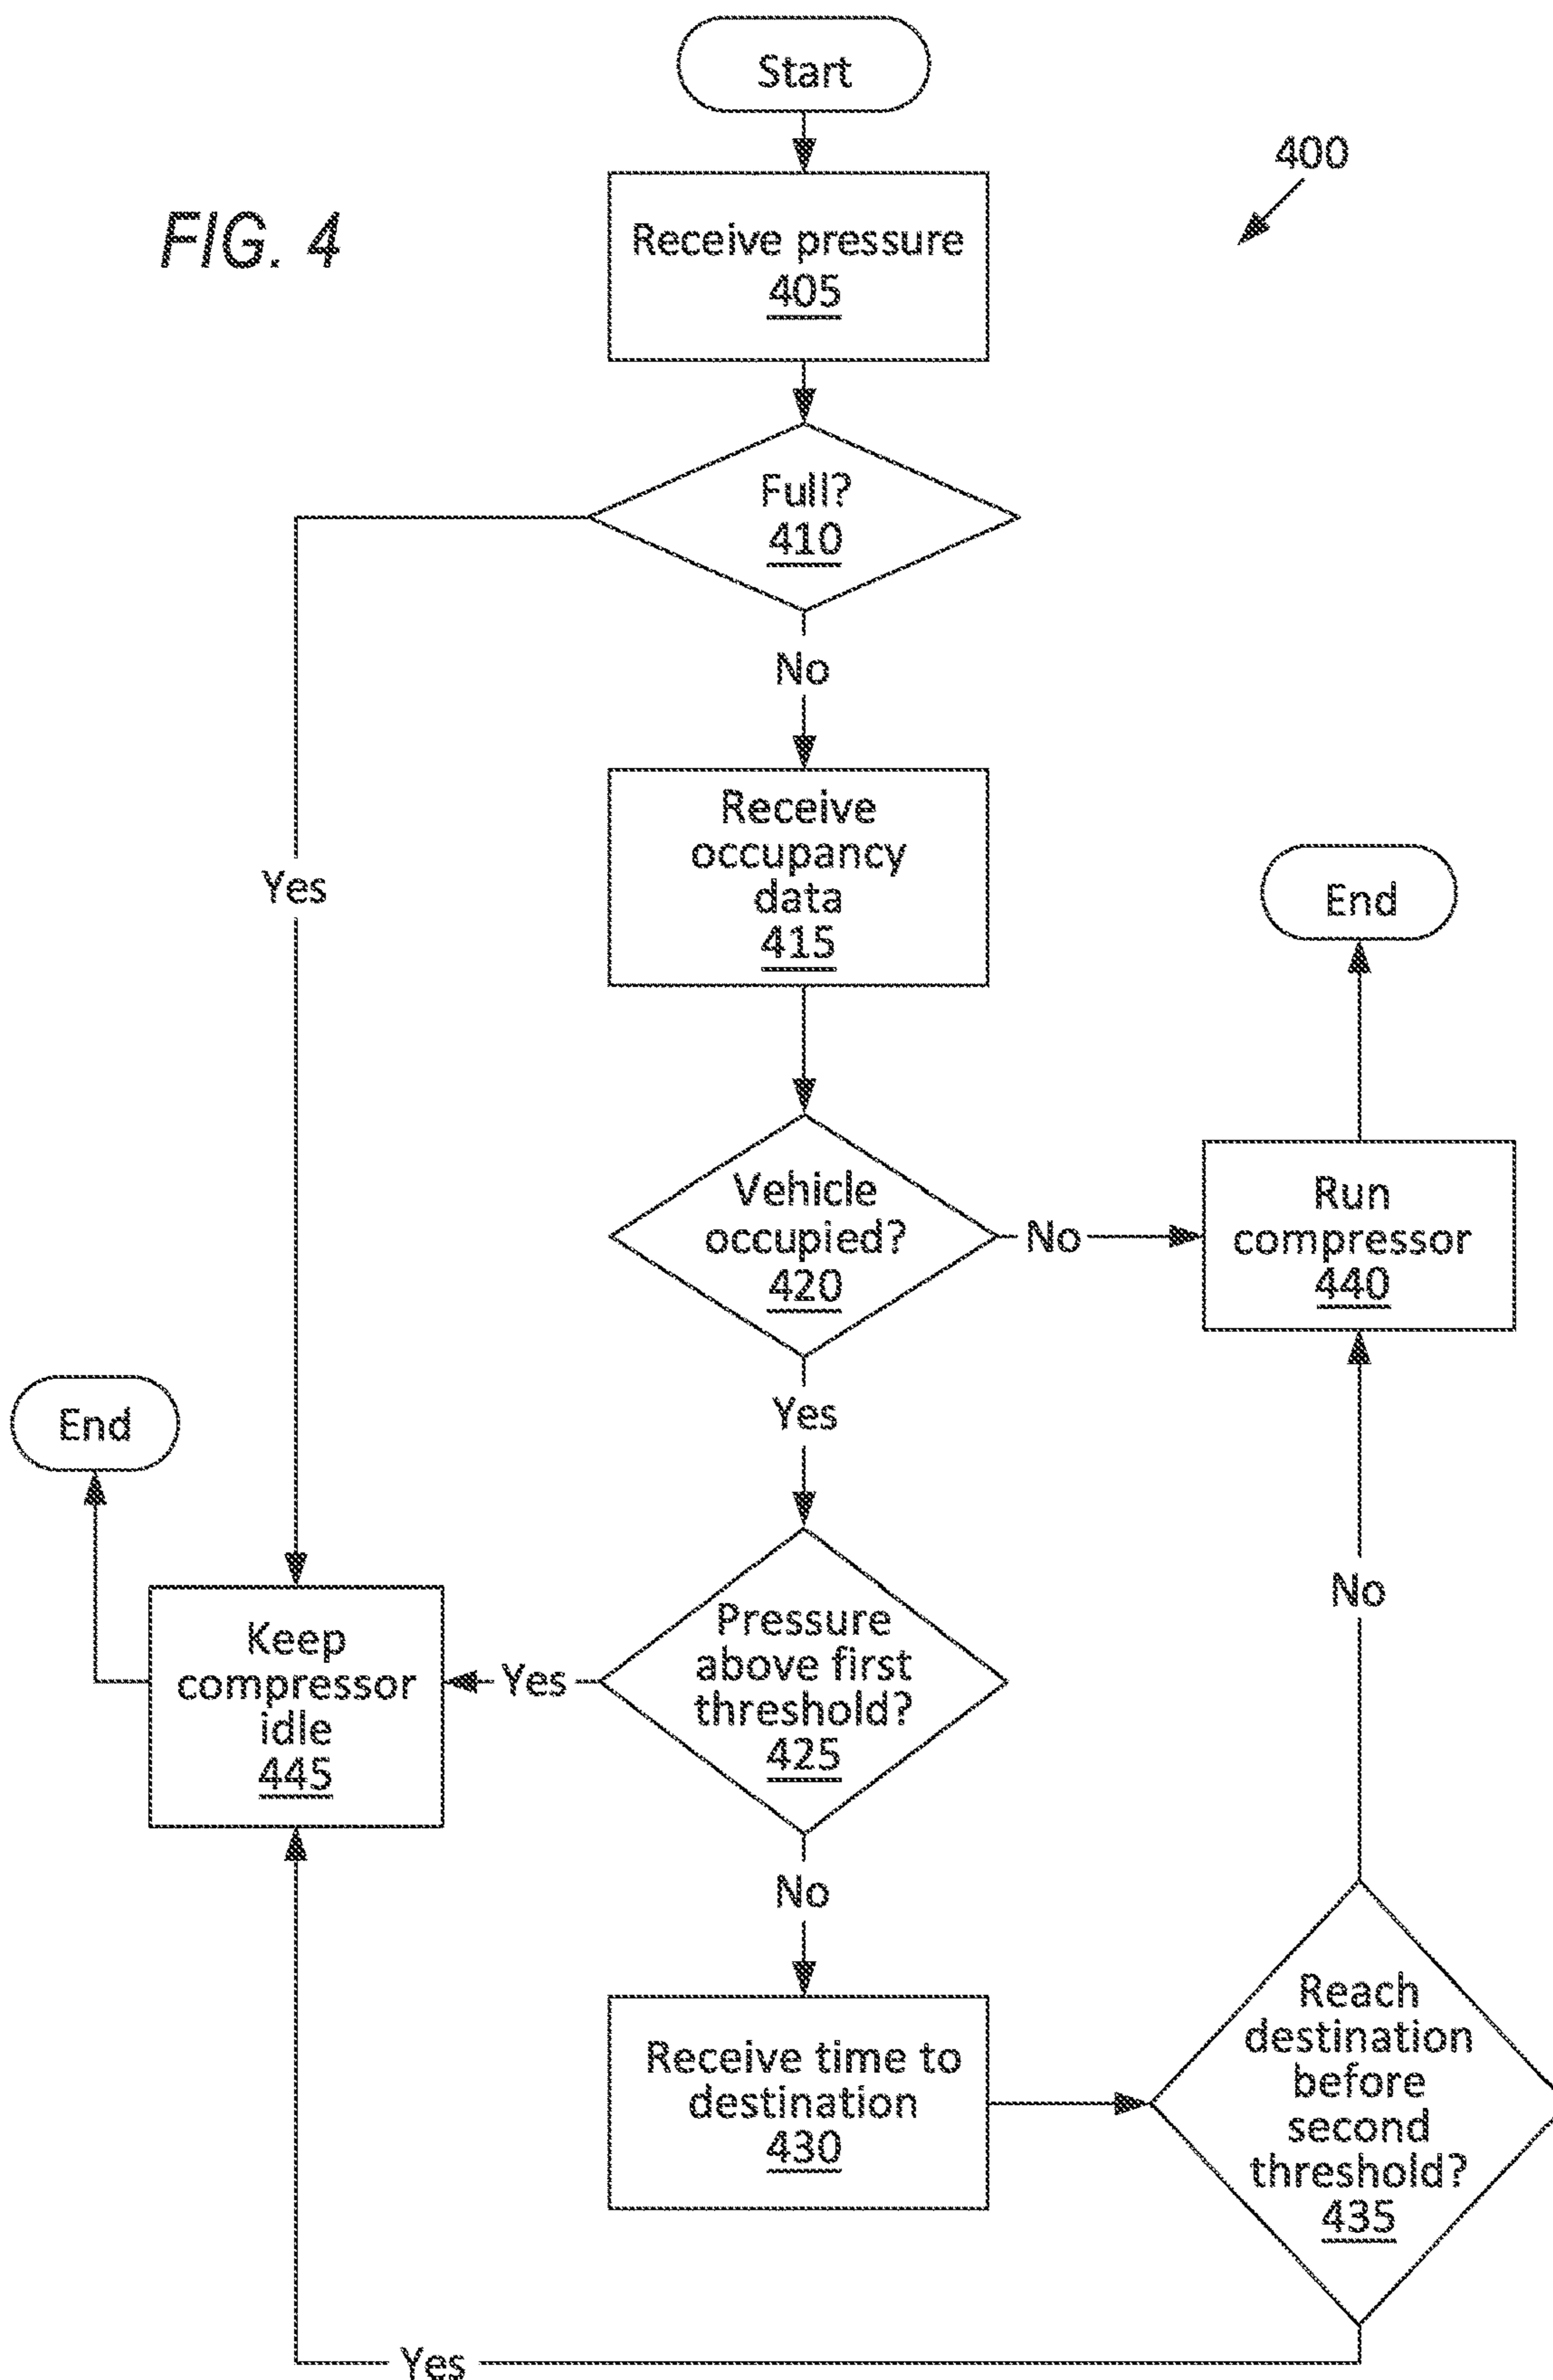 Start
400
FIG. 4
Receive pressure
405
Full?
410
No
Receive
occupancy
data
415
Yes
End
Vehicle
occupied?
420
No
Run
compressor
440
Yes
End
Pressure
above first
threshold?
425
Yes
Keep
compressor
idle
445
No
No
Receive time to
destination
430
Reach
destination
before
second
threshold?
435
Yes